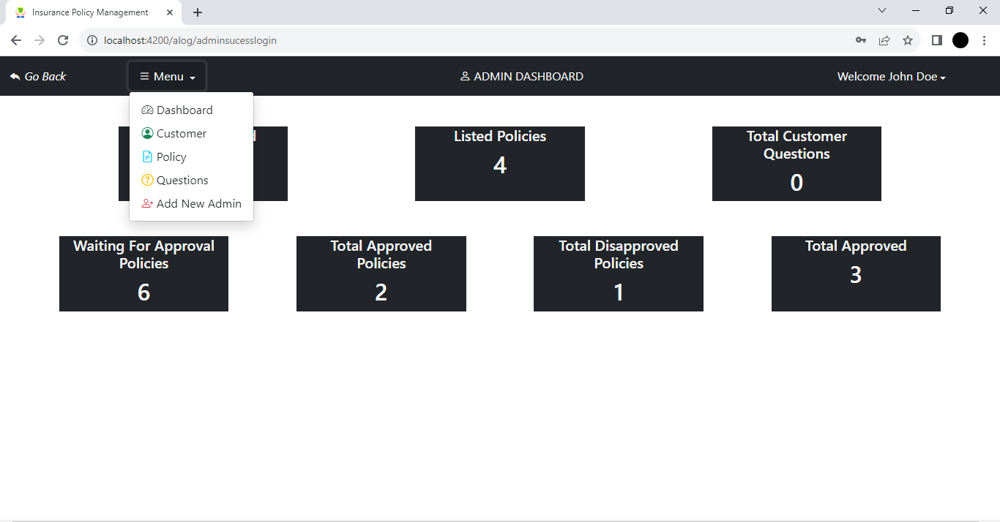 Insurance Policy Management
localhost:4200/alog/adminsucesslogin
Go Back
Menu
ADMIN DASHBOARD
Welcome John Doe
Dashboard
Customer
Policy
Questions
Add New Admin
Listed Policies
4
Total Customer
Questions
0
Waiting For Approval
Policies
6
Total Approved
Policies
2
Total Disapproved
Policies
1
Total Approved
3